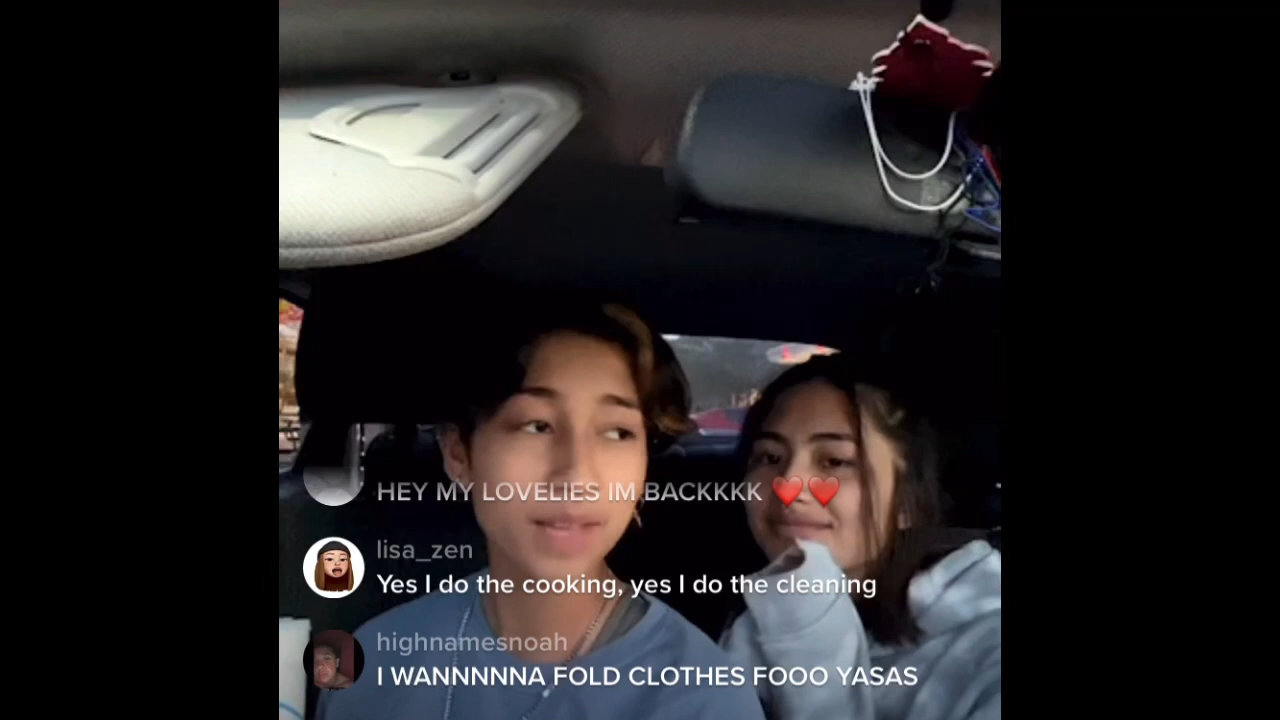 HEY MY LOVELIES IM BACKKKK ❤️❤️
lisa_zen
Yes I do the cooking, yes I do the cleaning
highnamesnoah
I WANNNNNA FOLD CLOTHES FOOO YASAS